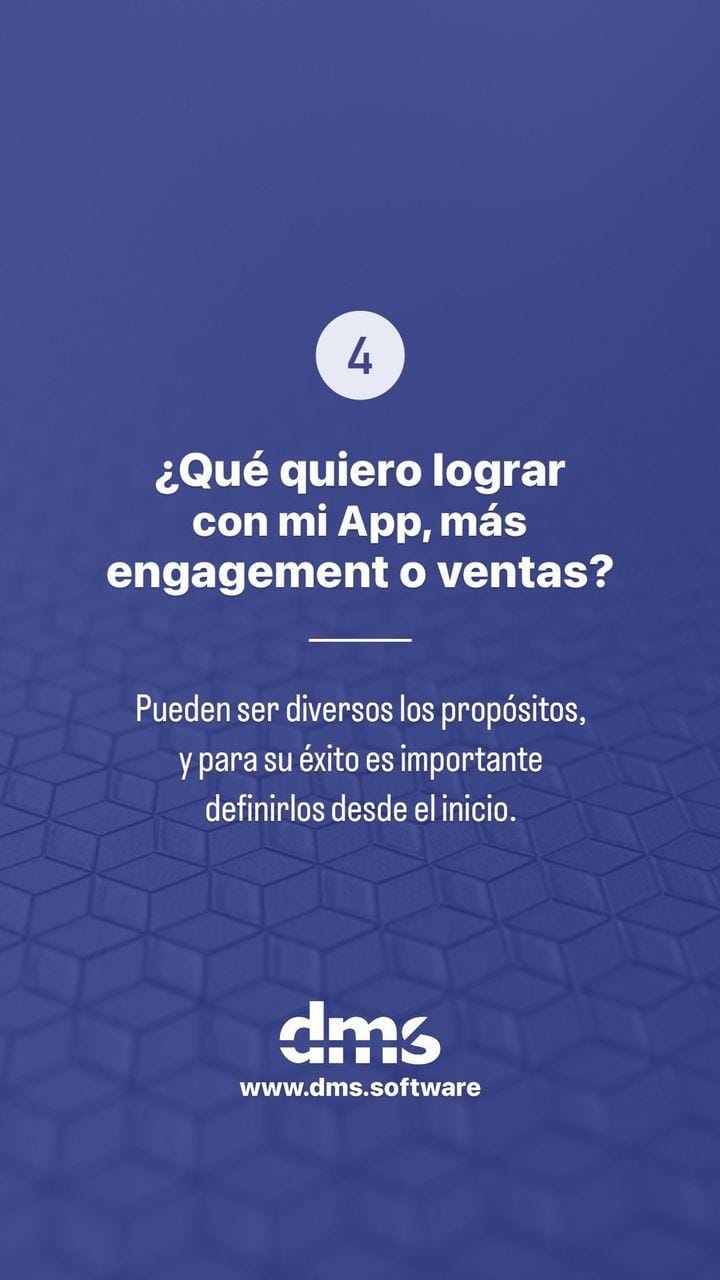 4
¿Qué quiero lograr
con mi App, más
engagement o ventas?
Pueden ser diversos los propósitos,
y para su éxito es importante
definirlos desde el inicio.
dms
www.dms.software